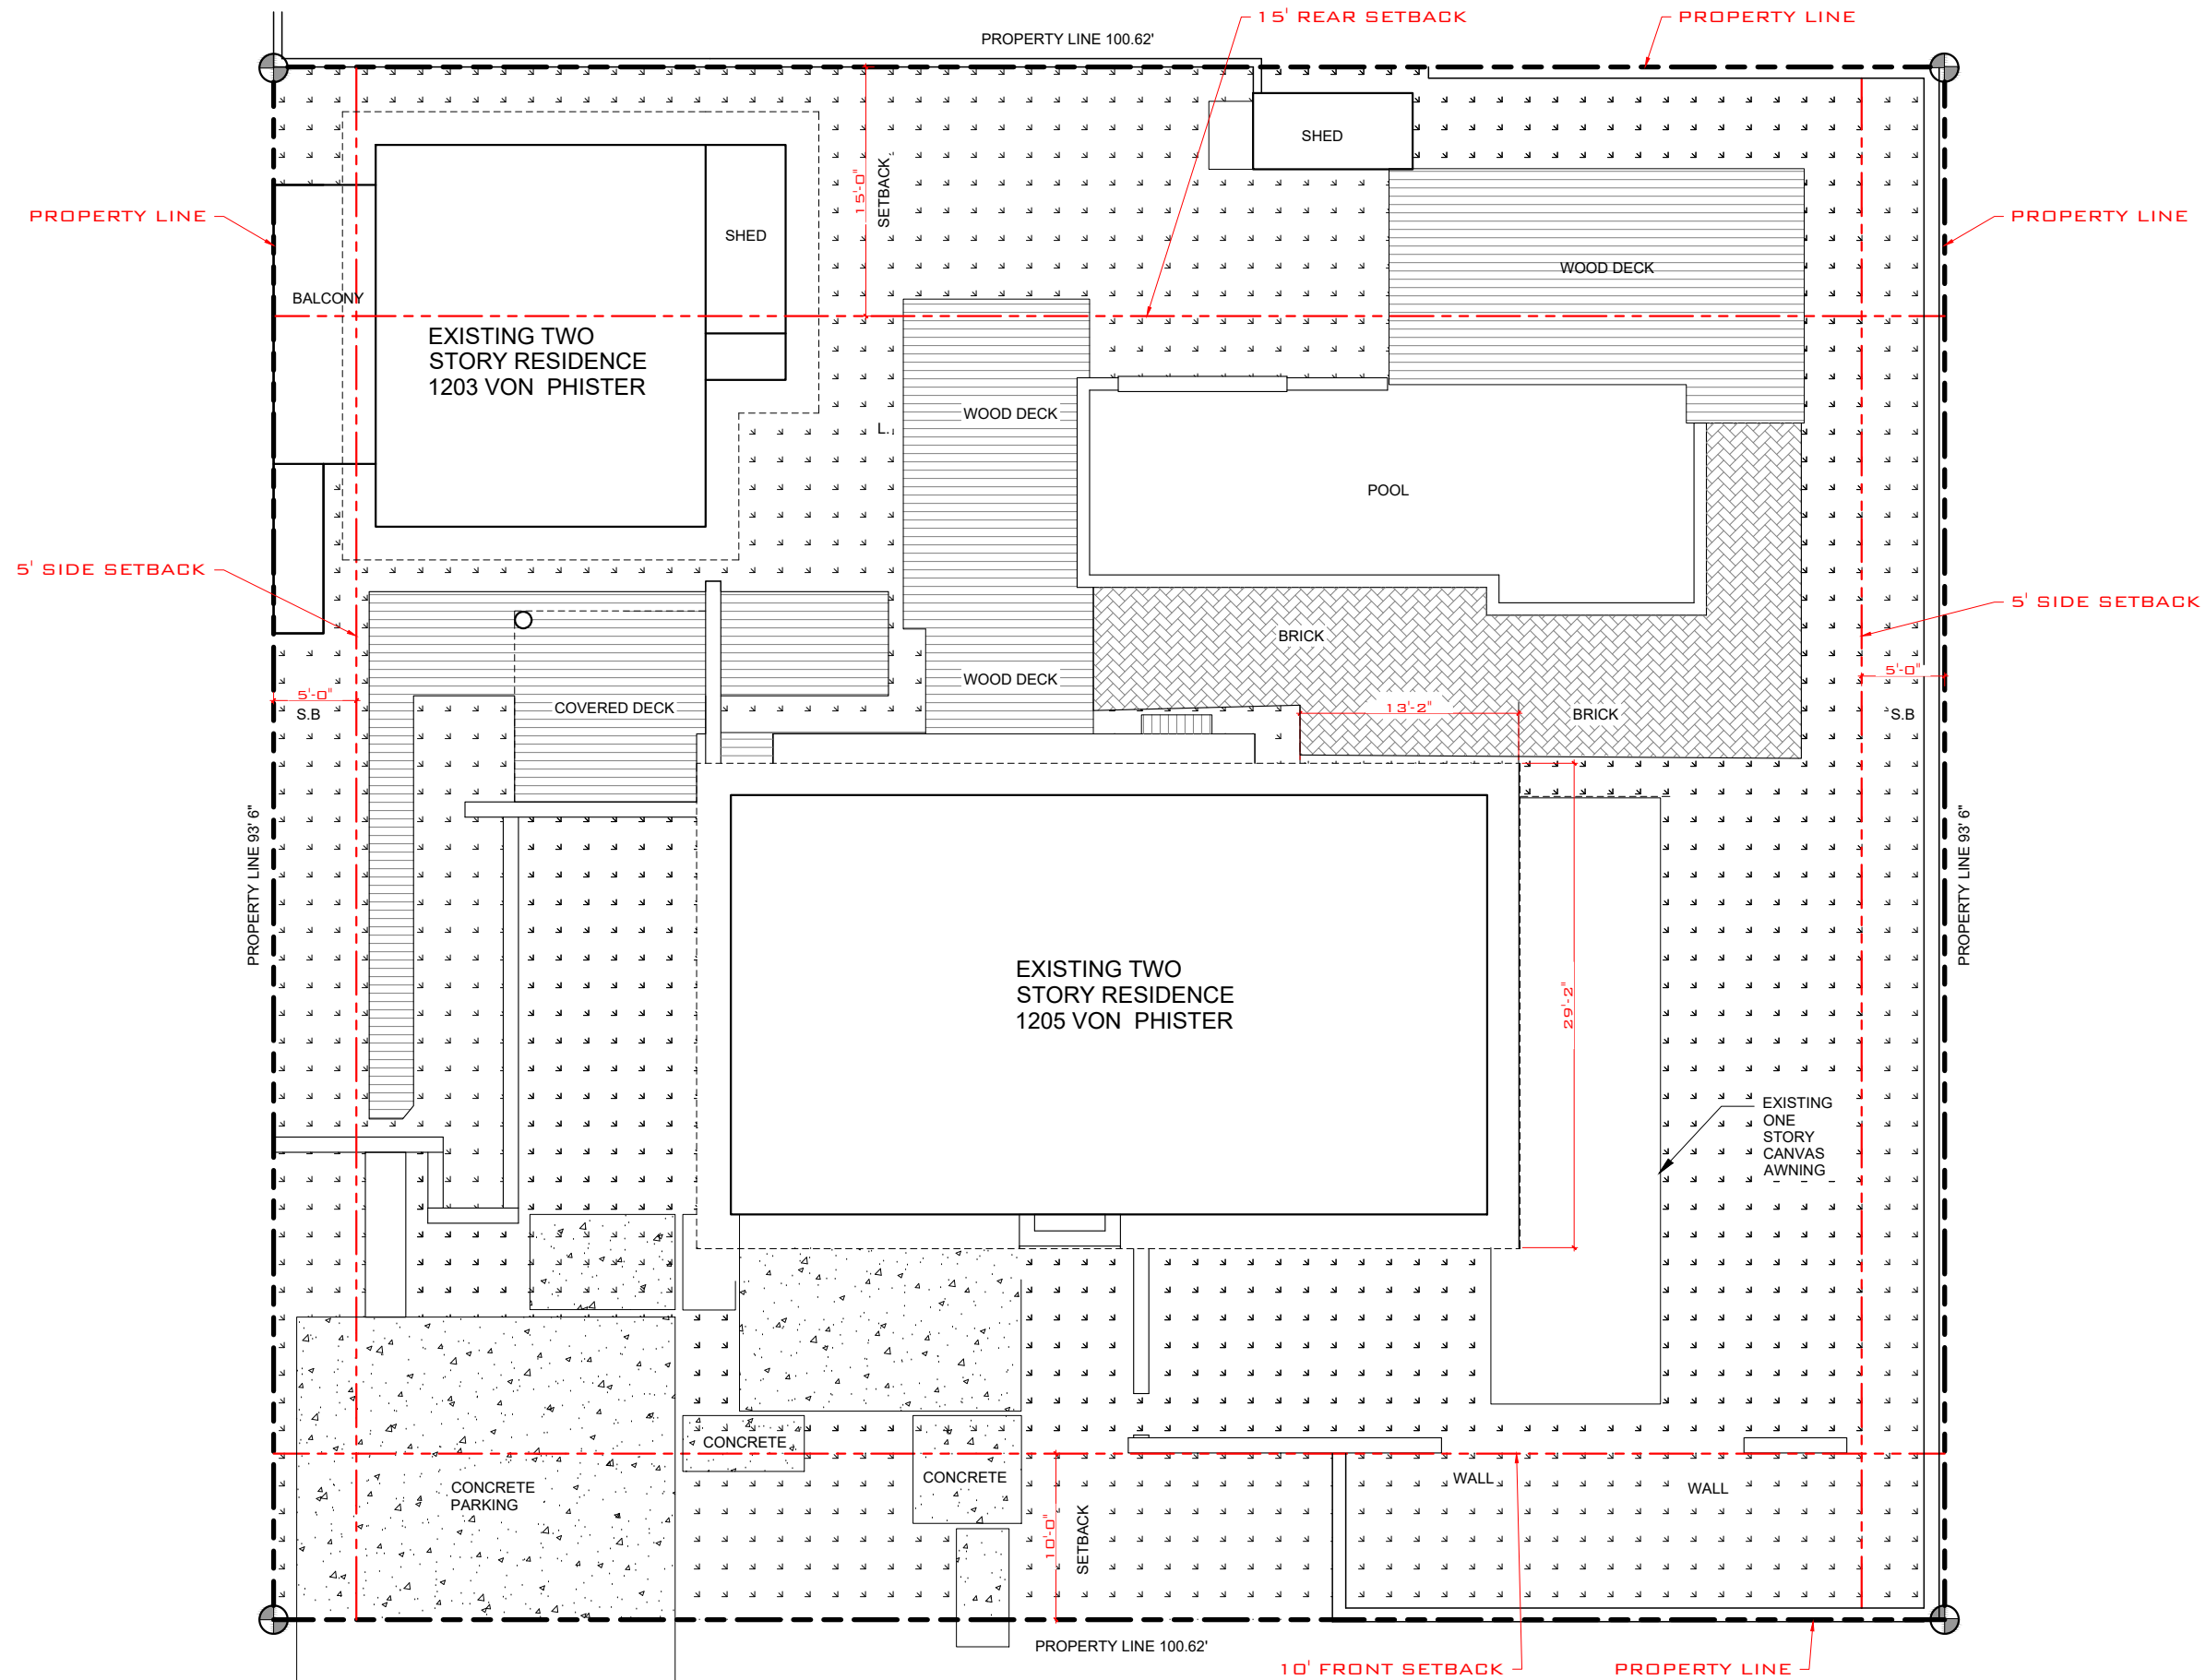 15' REAR SETBACK
PROPERTY LINE
PROPERTY LINE 100.62'
SHED
15'-0"
SETBACK
PROPERTY LINE
SHED
PROPERTY LINE
WOOD DECK
BALCONY
EXISTING TWO
STORY RESIDENCE
1203 VON PHISTER
WOOD DECK
L.
POOL
5' SIDE SETBACK
5' SIDE SETBACK
BRICK
5'-0"
S.B
WOOD DECK
5'-0"
S.B
COVERED DECK
13'-2"
BRICK
PROPERTY LINE 93' 6"
PROPERTY LINE 93' 6"
EXISTING TWO
STORY RESIDENCE
1205 VON PHISTER
29'-2"
EXISTING
ONE
STORY
CANVAS
AWNING
CONCRETE
CONCRETE
CONCRETE
PARKING
WALL
WALL
10'-0"
SETBACK
PROPERTY LINE 100.62'
10' FRONT SETBACK
PROPERTY LINE